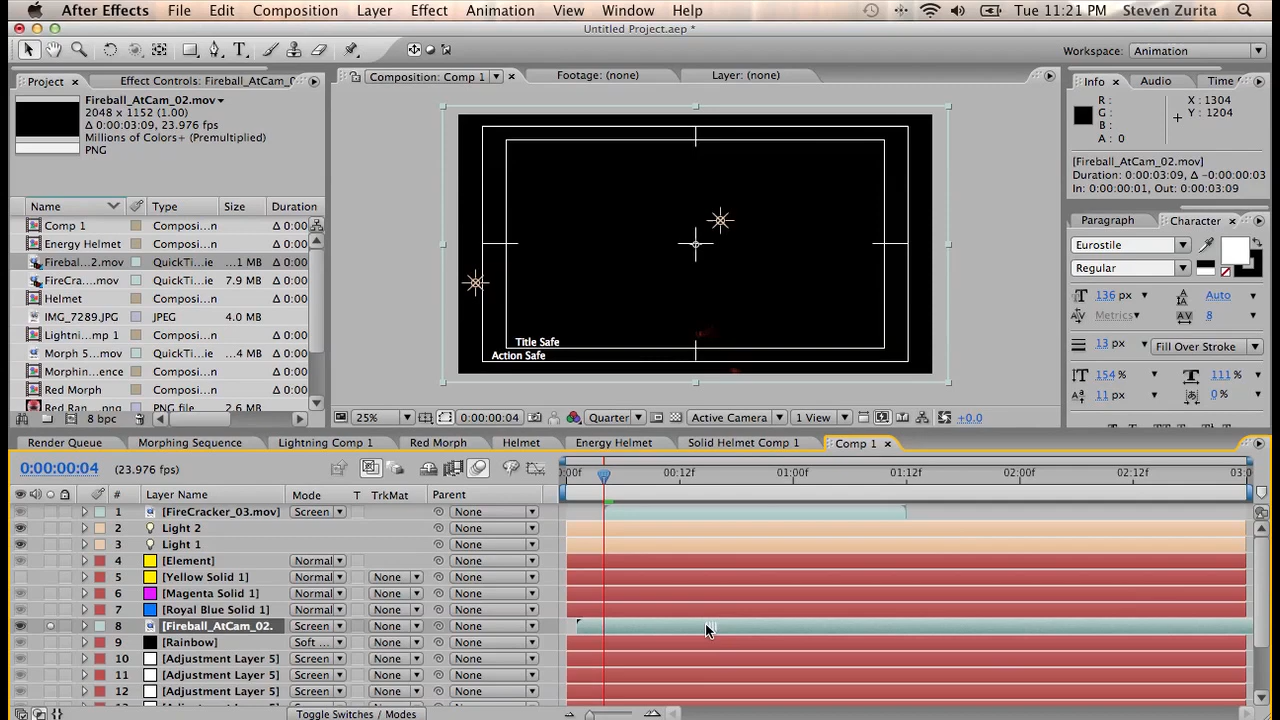 After Effects File Edit Composition Layer Effect Animation View Window Help Tue 11:21 PM Steven Zurita
Untitled Project.aep *
T Workspace: Animation
Project × Effect Controls: Fireball_AtCam_0
Composition: Comp 1 × Footage: (none) Layer: (none)
Info × Audio Time
Fireball_AtCam_02.mov
2048 x 1152 (1.00)
Δ 0:00:03:09, 23.976 fps
Millions of Colors+ (Premultiplied)
PNG
R :
G :
B :
A : 0
X : 1304
Y : 1204
[Fireball_AtCam_02.mov]
Duration: 0:00:03:09, Δ -0:00:00:03
In: 0:00:00:01, Out: 0:00:03:09
Name Type Size Duration
Comp 1 Composi...n Δ 0:00
Energy Helmet Composi...n Δ 0:00
Firebal...2.mov QuickTi...ie ...1 MB Δ 0:00
FireCra....mov QuickTi...ie 7.9 MB Δ 0:00
Helmet Composi...n Δ 0:00
IMG_7289.JPG JPEG 4.0 MB
Lightni...mp 1 Composi...n Δ 0:00
Morph 5...mov QuickTi...ie ...4 MB Δ 0:00
Morphin...ence Composi...n Δ 0:00
Red Morph Composi...n Δ 0:00
Red Ran...png PNG file 2.6 MB
8 bpc
Title Safe
Action Safe
25% 0:00:00:04 Quarter Active Camera 1 View +0.0
Paragraph Character ×
Eurostile
Regular
136 px Auto
Metrics 8
13 px Fill Over Stroke
154 % 111 %
11 px 0 %
Render Queue Morphing Sequence Lightning Comp 1 Red Morph Helmet Energy Helmet Solid Helmet Comp 1 Comp 1 ×
0:00:00:04 (23.976 fps)
:00f 00:12f 01:00f 01:12f 02:00f 02:12f 03:0
# Layer Name Mode T TrkMat Parent
1 [FireCracker_03.mov] Screen None
2 Light 2 None
3 Light 1 None
4 [Element] Normal None
5 [Yellow Solid 1] Normal None None
6 [Magenta Solid 1] Normal None None
7 [Royal Blue Solid 1] Normal None None
8 [Fireball_AtCam_02. Screen None None
9 [Rainbow] Soft ... None None
10 [Adjustment Layer 5] Screen None None
11 [Adjustment Layer 5] Screen None None
12 [Adjustment Layer 5] Screen None None
Toggle Switches / Modes